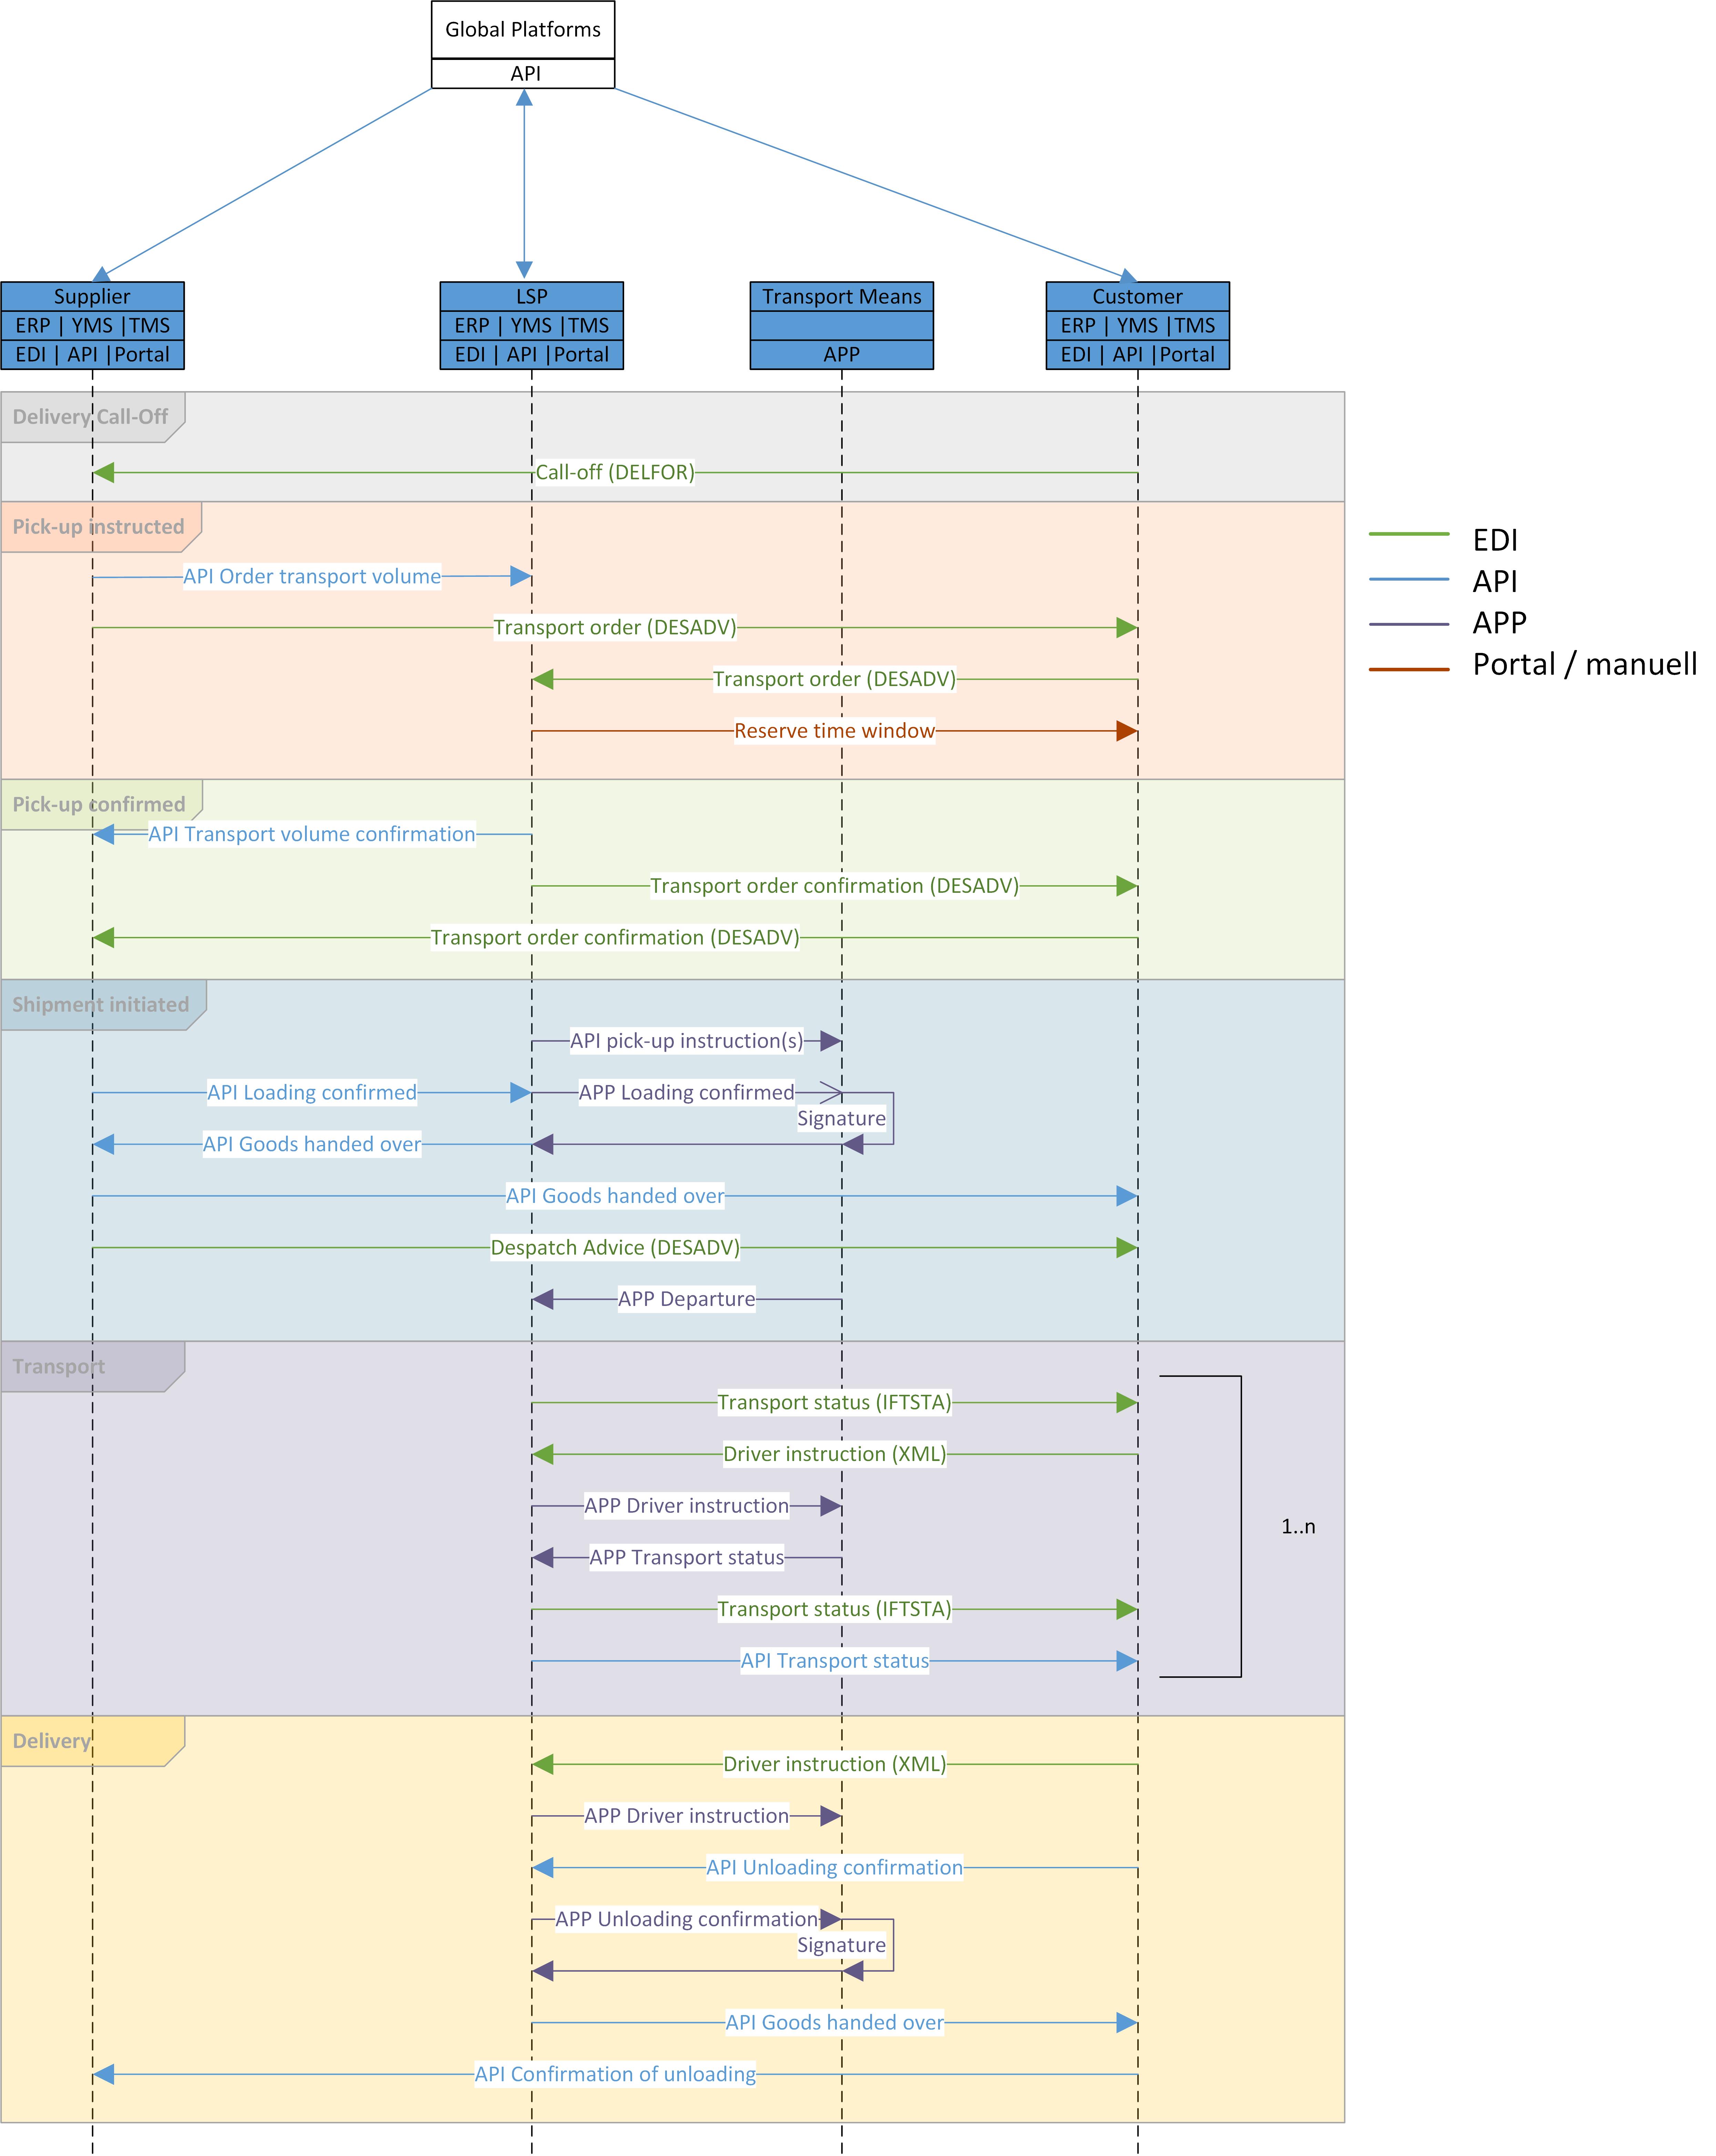 Global Platforms
API
Supplier
ERP | YMS |TMS
EDI | API |Portal
LSP
ERP | YMS |TMS
EDI | API |Portal
Transport Means
APP
Customer
ERP | YMS |TMS
EDI | API |Portal
Delivery Call-Off
Call-off (DELFOR)
Pick-up instructed
API Order transport volume
Transport order (DESADV)
Transport order (DESADV)
Reserve time window
EDI
API
APP
Portal / manuell
Pick-up confirmed
API Transport volume confirmation
Transport order confirmation (DESADV)
Transport order confirmation (DESADV)
Shipment initiated
API pick-up instruction(s)
API Loading confirmed
APP Loading confirmed
Signature
API Goods handed over
API Goods handed over
Despatch Advice (DESADV)
APP Departure
Transport
Transport status (IFTSTA)
Driver instruction (XML)
APP Driver instruction
1..n
APP Transport status
Transport status (IFTSTA)
API Transport status
Delivery
Driver instruction (XML)
APP Driver instruction
API Unloading confirmation
APP Unloading confirmation
Signature
API Goods handed over
API Confirmation of unloading